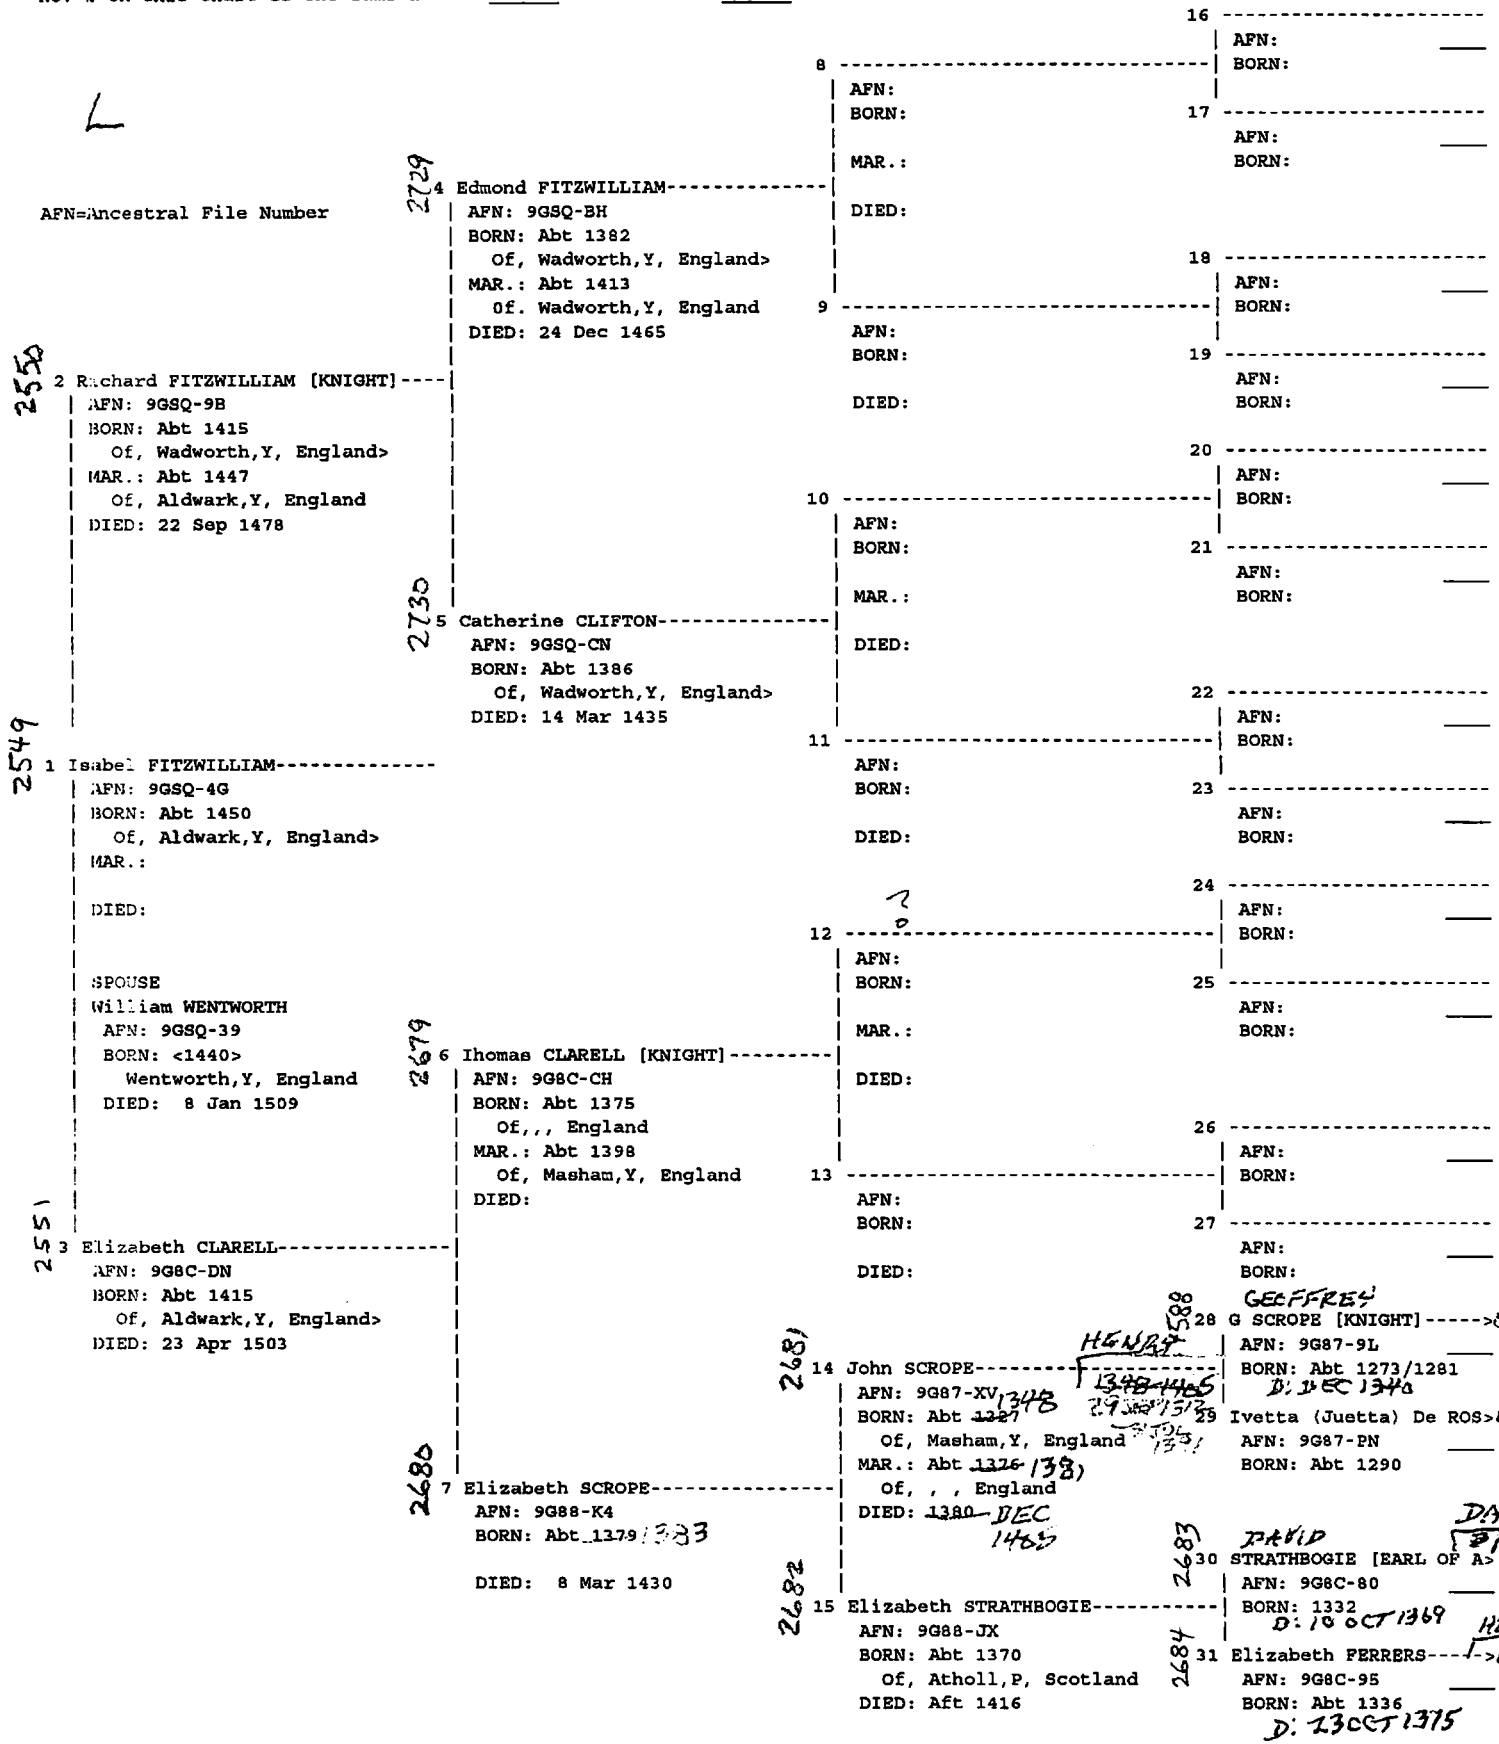 L
AFN=Ancestral File Number
2549
1 Isabel FITZWILLIAM
AFN: 9GSQ-4G
BORN: Abt 1450
Of, Aldwark,Y, England>
MAR.:
DIED:
SPOUSE
William WENTWORTH
AFN: 9GSQ-39
BORN: <1440>
Wentworth,Y, England
DIED: 8 Jan 1509
2550
2 Richard FITZWILLIAM [KNIGHT]
AFN: 9GSQ-9B
BORN: Abt 1415
Of, Wadworth,Y, England>
MAR.: Abt 1447
Of, Aldwark,Y, England
DIED: 22 Sep 1478
2551
3 Elizabeth CLARELL
AFN: 9G8C-DN
BORN: Abt 1415
Of, Aldwark,Y, England>
DIED: 23 Apr 1503
2729
4 Edmond FITZWILLIAM
AFN: 9GSQ-BH
BORN: Abt 1382
Of, Wadworth,Y, England>
MAR.: Abt 1413
Of. Wadworth,Y, England
DIED: 24 Dec 1465
2730
5 Catherine CLIFTON
AFN: 9GSQ-CN
BORN: Abt 1386
Of, Wadworth,Y, England>
DIED: 14 Mar 1435
2679
6 Thomas CLARELL [KNIGHT]
AFN: 9G8C-CH
BORN: Abt 1375
Of,,, England
MAR.: Abt 1398
Of, Masham,Y, England
DIED:
2680
7 Elizabeth SCROPE
AFN: 9G88-K4
BORN: Abt 1379 1383
DIED: 8 Mar 1430
8
AFN:
BORN:
MAR.:
DIED:
9
AFN:
BORN:
DIED:
10
AFN:
BORN:
MAR.:
DIED:
11
AFN:
BORN:
DIED:
?
12
AFN:
BORN:
MAR.:
DIED:
13
AFN:
BORN:
DIED:
2681
HENRY
14 John SCROPE
AFN: 9G87-XV
BORN: Abt 1327 1348
Of, Masham,Y, England
MAR.: Abt 1376 1381
Of, , , England
DIED: 1380 DEC
1405
2682
15 Elizabeth STRATHBOGIE
AFN: 9G88-JX
BORN: Abt 1370
Of, Atholl,P, Scotland
DIED: Aft 1416
16
AFN:
BORN:
17
AFN:
BORN:
18
AFN:
BORN:
19
AFN:
BORN:
20
AFN:
BORN:
21
AFN:
BORN:
22
AFN:
BORN:
23
AFN:
BORN:
24
AFN:
BORN:
25
AFN:
BORN:
26
AFN:
BORN:
27
AFN:
BORN:
GEOFFREY
28 G SCROPE [KNIGHT]
AFN: 9G87-9L
BORN: Abt 1273/1281
D: DEC 1340
29 Ivetta (Juetta) De ROS>
AFN: 9G87-PN
BORN: Abt 1290
2683
DAVID
30 STRATHBOGIE [EARL OF A>
AFN: 9G8C-80
BORN: 1332
D: 10 OCT 1369
2684
31 Elizabeth FERRERS
AFN: 9G8C-95
BORN: Abt 1336
D: 23 OCT 1375